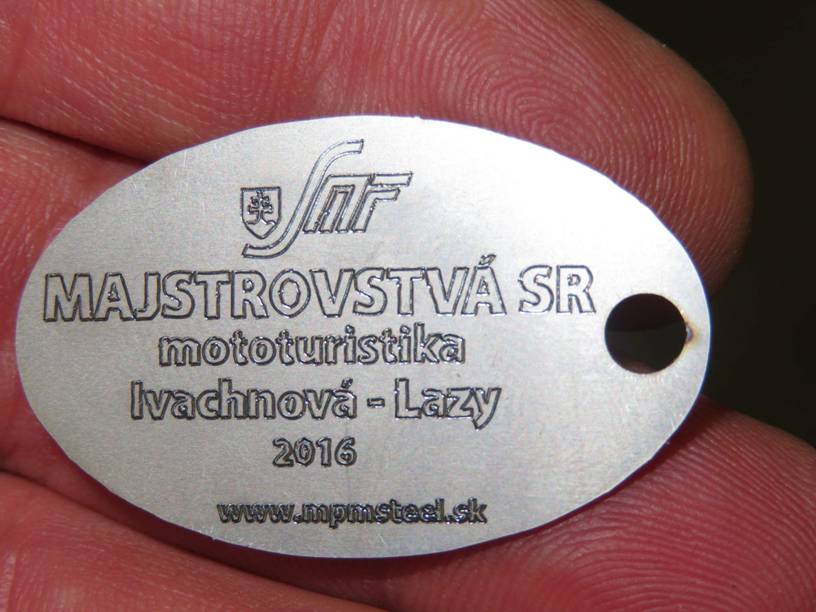 SMF
MAJSTROVSTVÁ SR
mototuristika
Ivachnová - Lazy
2016
www.mpmsteel.sk